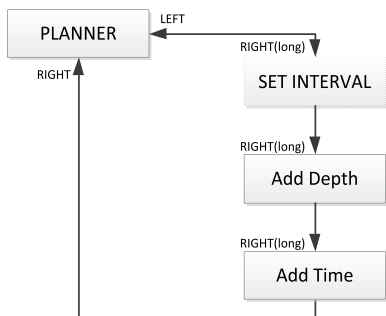 LEFT
PLANNER
RIGHT(long)
RIGHT
SET INTERVAL
RIGHT(long)
Add Depth
RIGHT(long)
Add Time